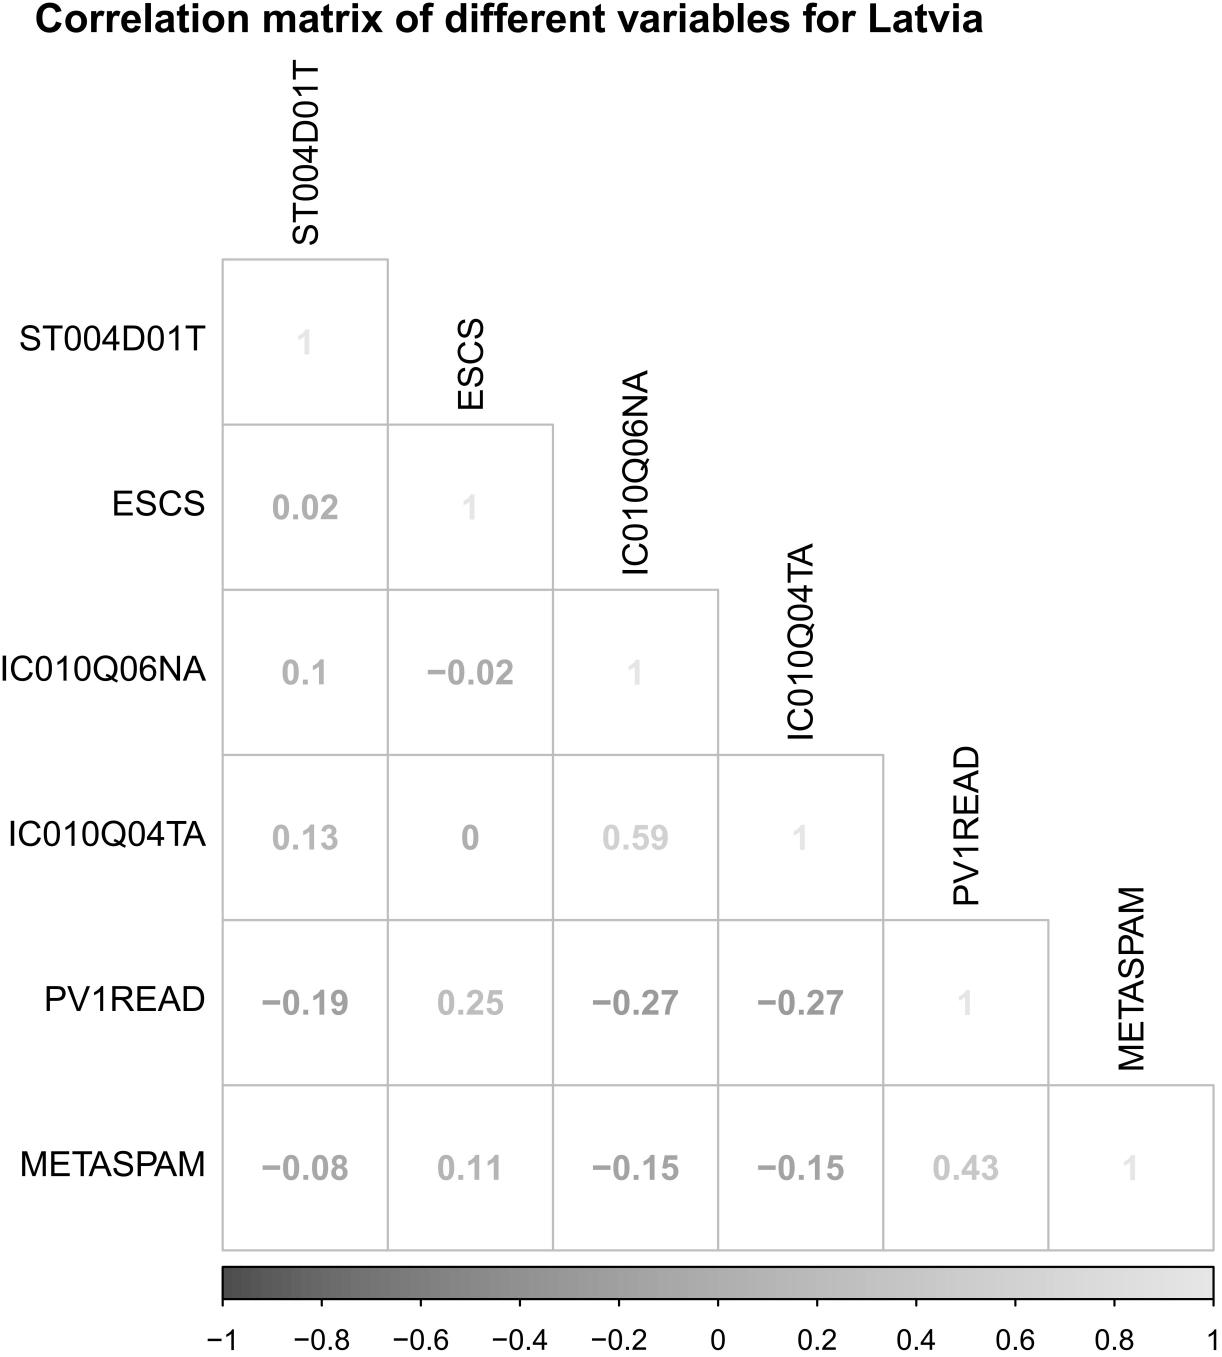 Correlation matrix of different variables for Latvia
ST004D01T
ESCS
IC010Q06NA
IC010Q04TA
PV1READ
METASPAM
ST004D01T 1
ESCS 0.02 1
IC010Q06NA 0.1 −0.02 1
IC010Q04TA 0.13 0 0.59 1
PV1READ −0.19 0.25 −0.27 −0.27 1
METASPAM −0.08 0.11 −0.15 −0.15 0.43 1
−1 −0.8 −0.6 −0.4 −0.2 0 0.2 0.4 0.6 0.8 1